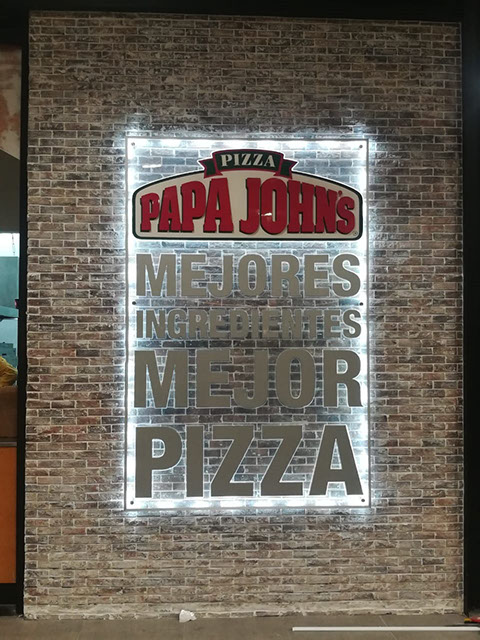 PIZZA
PAPA JOHN'S
MEJORES
INGREDIENTES
MEJOR
PIZZA